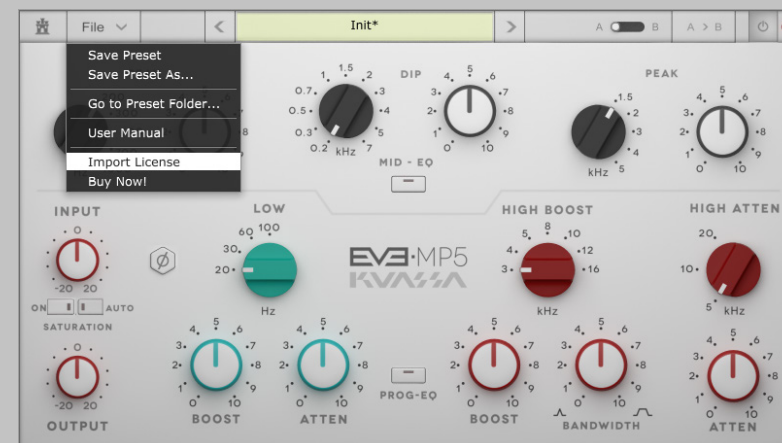 File
Init*
A B
A > B
Save Preset
Save Preset As...
Go to Preset Folder...
User Manual
Import License
Buy Now!
DIP
PEAK
0.2 0.3 0.5 0.7 1 1.5 2 3 4 5 7
kHz
0 1 2 3 4 5 6 7 8 9 10
MID - EQ
1.5 2 3 4 5
kHz
0 1 2 3 4 5 6
INPUT
LOW
HIGH BOOST
HIGH ATTEN
0
-20 20
20 30 60 100
Hz
EVE·MP5
KVASSA
3 4 5 8 10 12 16
kHz
5 10 20
kHz
ON
AUTO
SATURATION
0
-20 20
OUTPUT
0 1 2 3 4 5 6 7 8 9 10
BOOST
0 1 2 3 4 5 6 7 8 9 10
ATTEN
PROG-EQ
0 1 2 3 4 5 6 7 8 9 10
BOOST
0 1 2 3 4 5 6 7 8 9 10
BANDWIDTH
0 1 2 3 4 5 6 7 8 9 10
ATTEN